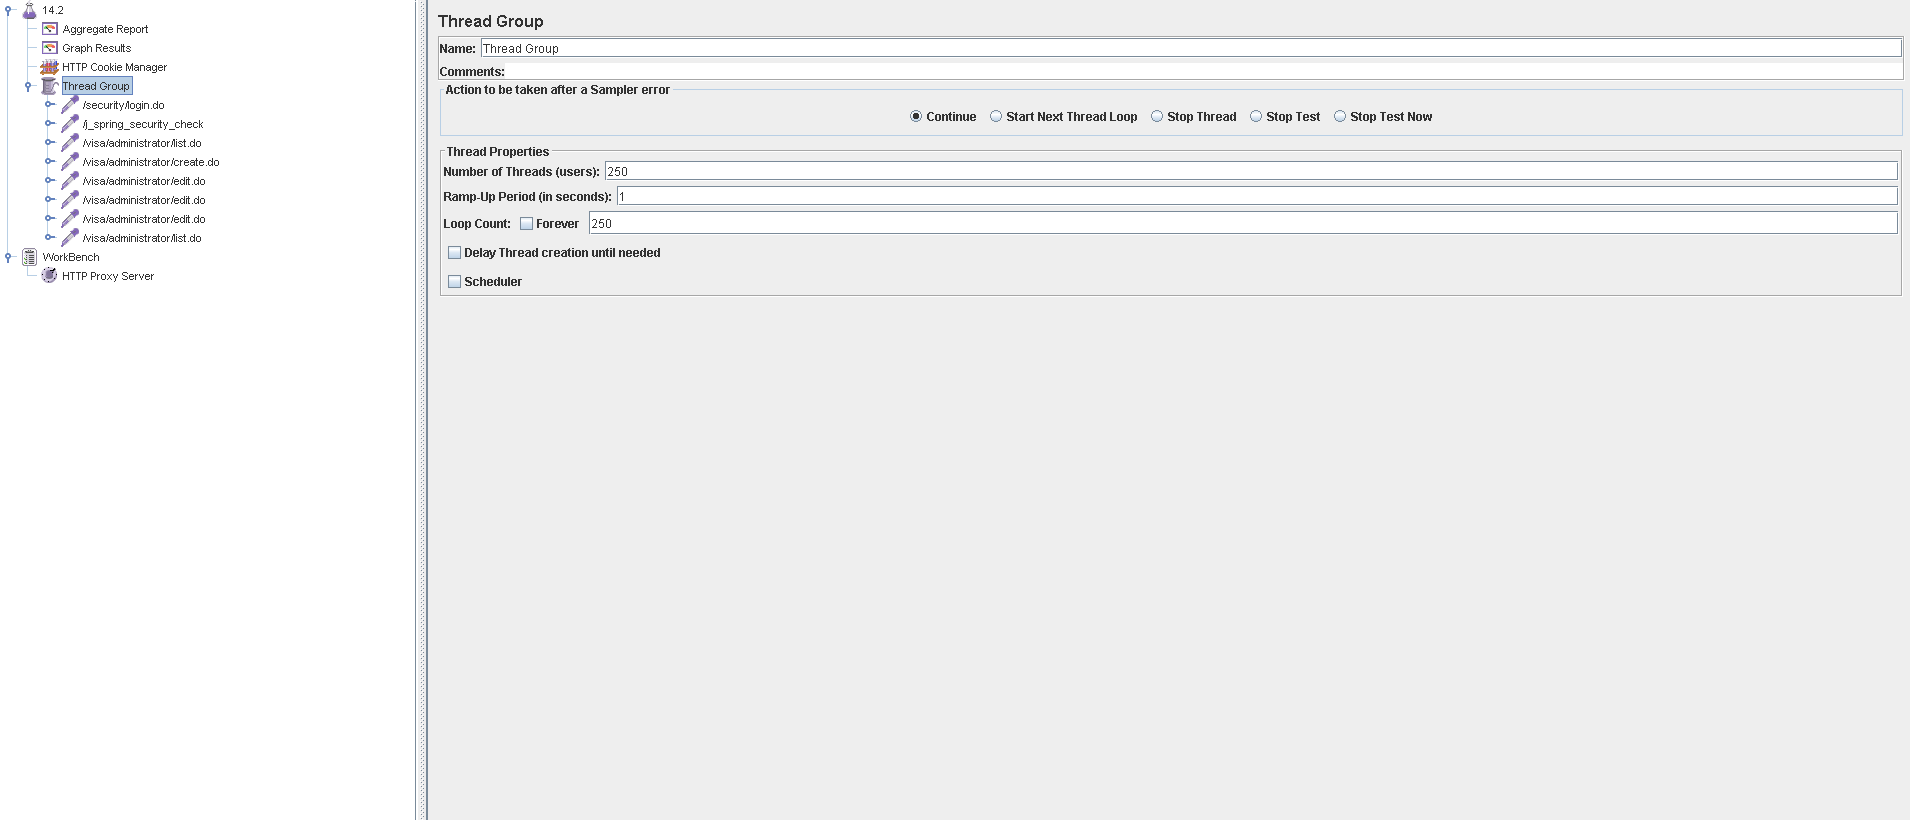 14.2
Aggregate Report
Graph Results
HTTP Cookie Manager
Thread Group
/security/login.do
/j_spring_security_check
/visa/administrator/list.do
/visa/administrator/create.do
/visa/administrator/edit.do
/visa/administrator/edit.do
/visa/administrator/edit.do
/visa/administrator/list.do
WorkBench
HTTP Proxy Server
Thread Group
Name: Thread Group
Comments:
Action to be taken after a Sampler error
Continue Start Next Thread Loop Stop Thread Stop Test Stop Test Now
Thread Properties
Number of Threads (users): 250
Ramp-Up Period (in seconds): 1
Loop Count: Forever 250
Delay Thread creation until needed
Scheduler